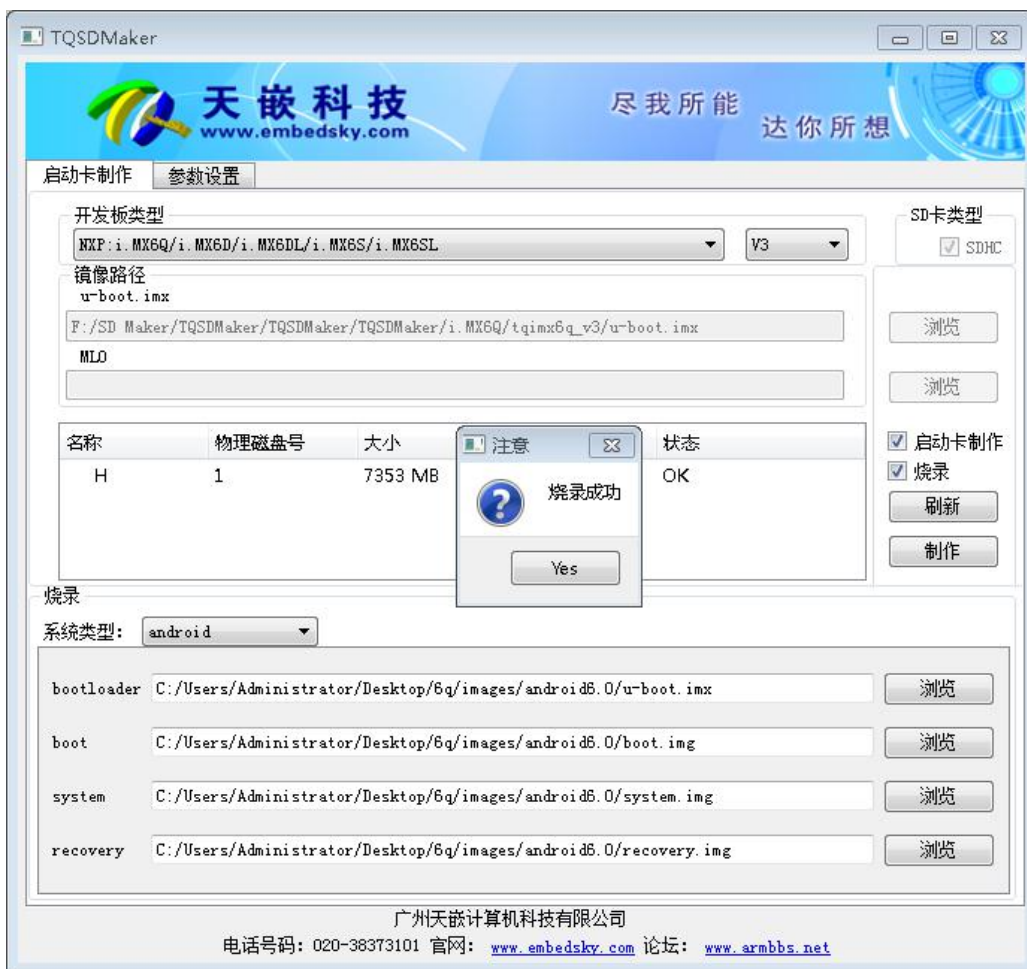 TQSDMaker
天嵌科技
www.embedsky.com
尽我所能
达你所想
启动卡制作 参数设置
开发板类型
SD卡类型
NXP:i.MX6Q/i.MX6D/i.MX6DL/i.MX6S/i.MX6SL V3 SDHC
镜像路径
u-boot.imx
F:/SD Maker/TQSDMaker/TQSDMaker/TQSDMaker/i.MX6Q/tqimx6q_v3/u-boot.imx 浏览
MLO
浏览
名称 物理磁盘号 大小 状态
H 1 7353 MB OK
注意
烧录成功
Yes
启动卡制作
烧录
刷新
制作
烧录
系统类型: android
bootloader C:/Users/Administrator/Desktop/6q/images/android6.0/u-boot.imx 浏览
boot C:/Users/Administrator/Desktop/6q/images/android6.0/boot.img 浏览
system C:/Users/Administrator/Desktop/6q/images/android6.0/system.img 浏览
recovery C:/Users/Administrator/Desktop/6q/images/android6.0/recovery.img 浏览
广州天嵌计算机科技有限公司
电话号码: 020-38373101 官网: www.embedsky.com 论坛: www.armbbs.net